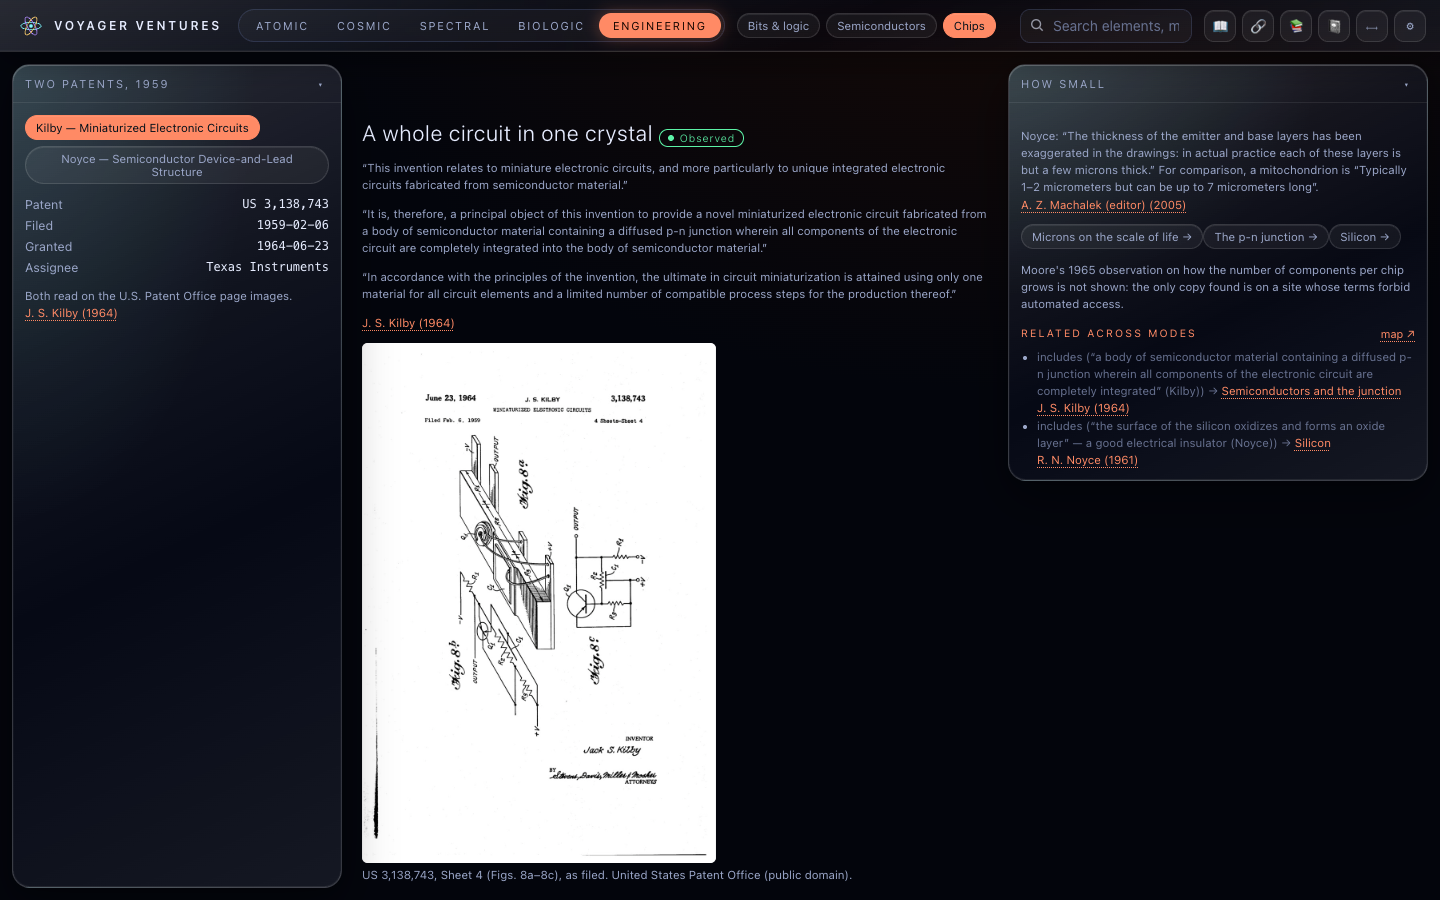 VOYAGER VENTURES
ATOMIC COSMIC SPECTRAL BIOLOGIC ENGINEERING
Bits & logic Semiconductors Chips
Search elements, m
TWO PATENTS, 1959
Kilby — Miniaturized Electronic Circuits
Noyce — Semiconductor Device-and-Lead
Structure
Patent US 3,138,743
Filed 1959-02-06
Granted 1964-06-23
Assignee Texas Instruments
Both read on the U.S. Patent Office page images.
J. S. Kilby (1964)
A whole circuit in one crystal Observed
“This invention relates to miniature electronic circuits, and more particularly to unique integrated electronic
circuits fabricated from semiconductor material.”
“It is, therefore, a principal object of this invention to provide a novel miniaturized electronic circuit fabricated from
a body of semiconductor material containing a diffused p-n junction wherein all components of the electronic
circuit are completely integrated into the body of semiconductor material.”
“In accordance with the principles of the invention, the ultimate in circuit miniaturization is attained using only one
material for all circuit elements and a limited number of compatible process steps for the production thereof.”
J. S. Kilby (1964)
June 23, 1964 J. S. KILBY 3,138,743
MINIATURIZED ELECTRONIC CIRCUITS
Filed Feb. 6, 1959 4 Sheets-Sheet 4
Fig. 8a
OUTPUT
OUTPUT
Fig. 8b
OUTPUT
Fig. 8c
+V
INVENTOR
Jack S. Kilby
BY Stevens, Davis, Miller & Mosher
ATTORNEYS
US 3,138,743, Sheet 4 (Figs. 8a–8c), as filed. United States Patent Office (public domain).
HOW SMALL
Noyce: “The thickness of the emitter and base layers has been
exaggerated in the drawings: in actual practice each of these layers is
but a few microns thick.” For comparison, a mitochondrion is “Typically
1–2 micrometers but can be up to 7 micrometers long”.
A. Z. Machalek (editor) (2005)
Microns on the scale of life → The p-n junction → Silicon →
Moore's 1965 observation on how the number of components per chip
grows is not shown: the only copy found is on a site whose terms forbid
automated access.
RELATED ACROSS MODES map ↗
includes (“a body of semiconductor material containing a diffused p-
n junction wherein all components of the electronic circuit are
completely integrated” (Kilby)) → Semiconductors and the junction
J. S. Kilby (1964)
includes (“the surface of the silicon oxidizes and forms an oxide
layer” — a good electrical insulator (Noyce)) → Silicon
R. N. Noyce (1961)